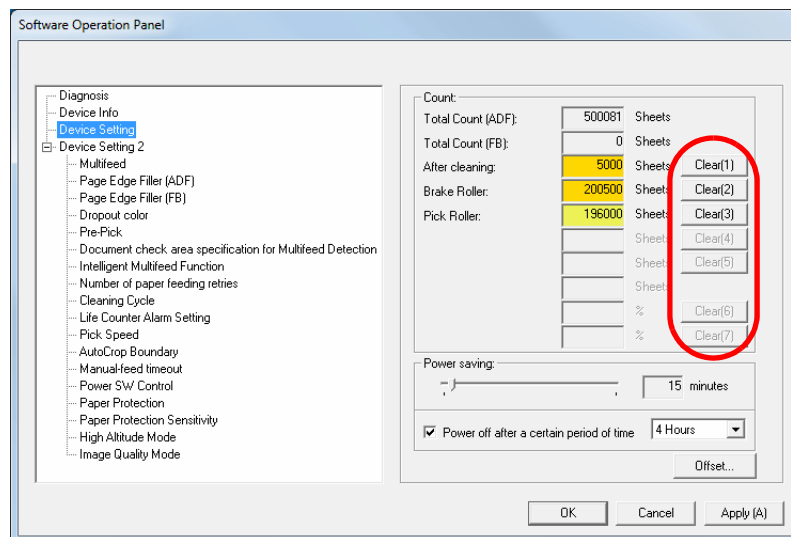 Software Operation Panel
Diagnosis
Device Info
Device Setting
Device Setting 2
Multifeed
Page Edge Filler (ADF)
Page Edge Filler (FB)
Dropout color
Pre-Pick
Document check area specification for Multifeed Detection
Intelligent Multifeed Function
Number of paper feeding retries
Cleaning Cycle
Life Counter Alarm Setting
Pick Speed
AutoCrop Boundary
Manual-feed timeout
Power SW Control
Paper Protection
Paper Protection Sensitivity
High Altitude Mode
Image Quality Mode
Count:
Total Count (ADF): 500081 Sheets
Total Count (FB): 0 Sheets
After cleaning: 5000 Sheets Clear(1)
Brake Roller: 200500 Sheets Clear(2)
Pick Roller: 196000 Sheets Clear(3)
Sheets Clear(4)
Sheets Clear(5)
Sheets
% Clear(6)
% Clear(7)
Power saving:
15 minutes
Power off after a certain period of time 4 Hours
Offset...
OK Cancel Apply (A)